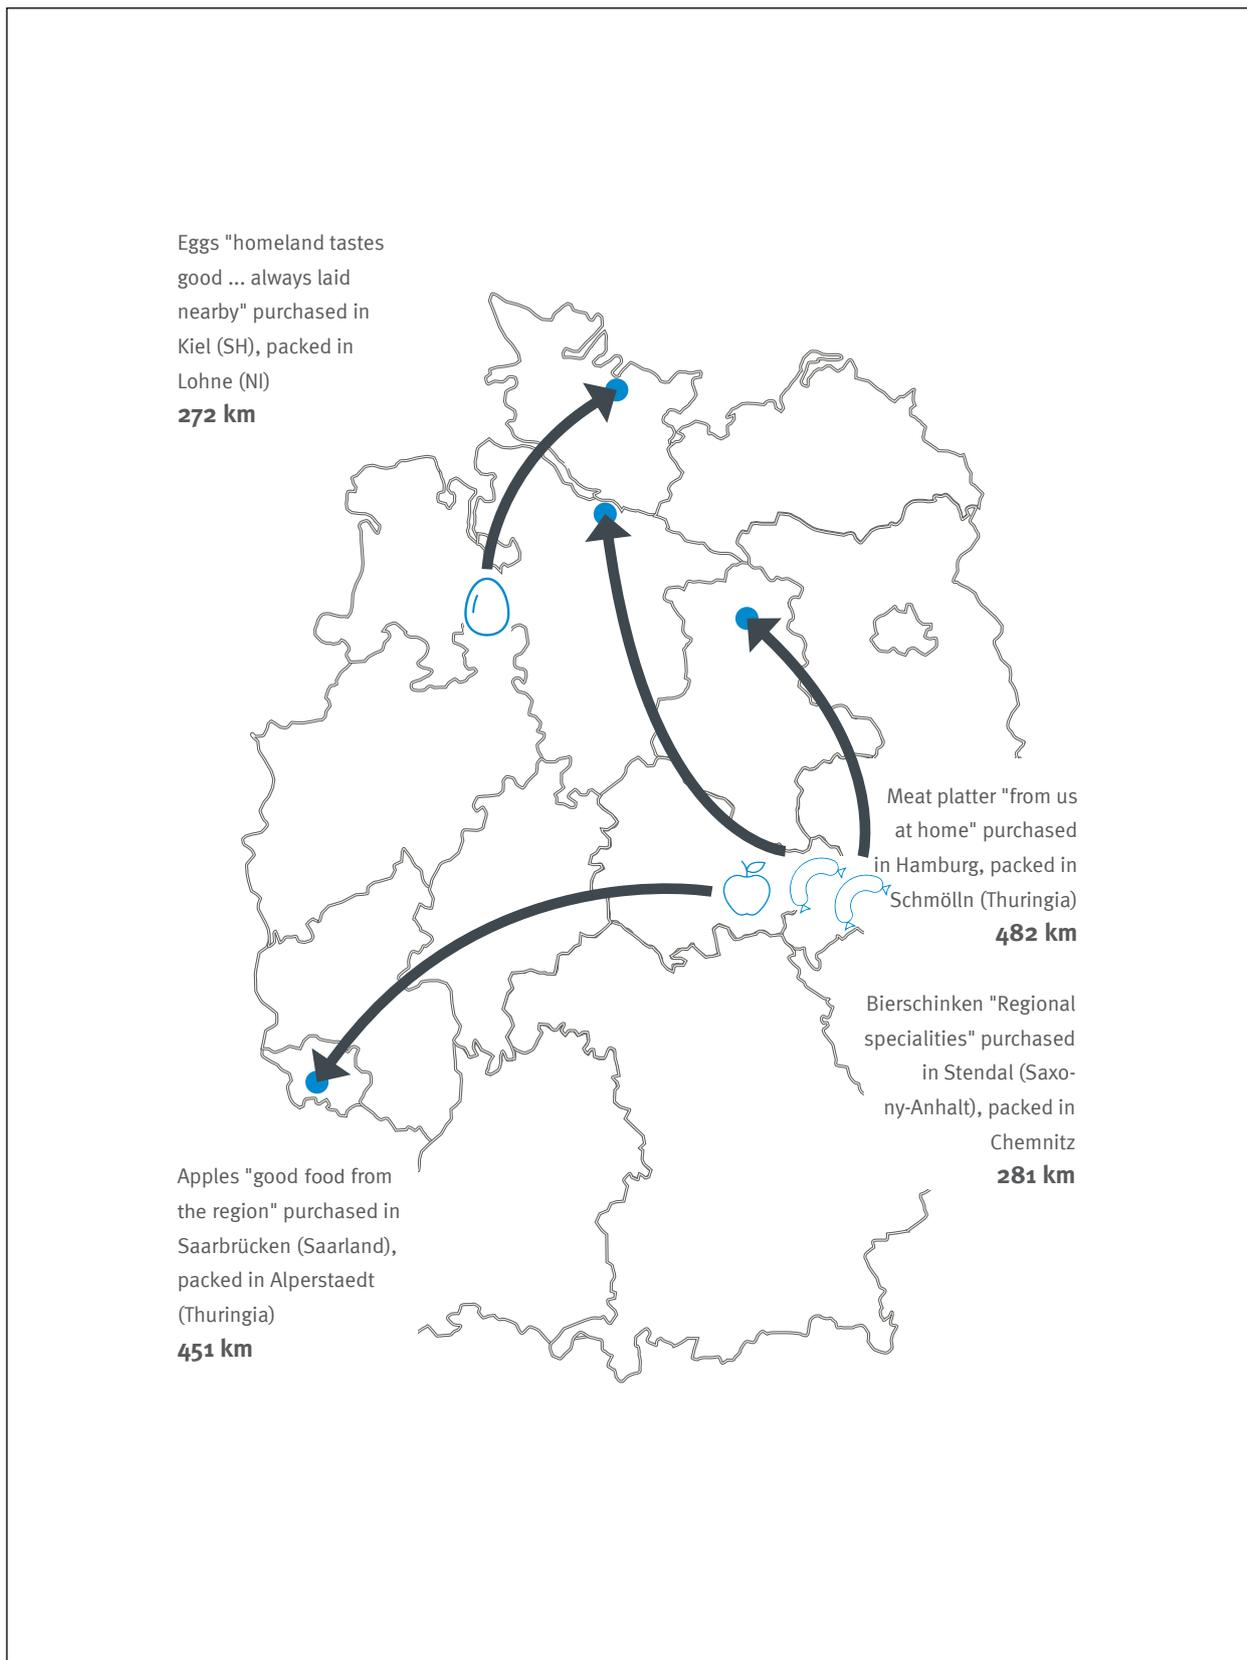 Eggs "homeland tastes
good ... always laid
nearby" purchased in
Kiel (SH), packed in
Lohne (NI)
272 km
Meat platter "from us
at home" purchased
in Hamburg, packed in
Schmölln (Thuringia)
482 km
Bierschinken "Regional
specialities" purchased
in Stendal (Saxo-
ny-Anhalt), packed in
Chemnitz
281 km
Apples "good food from
the region" purchased in
Saarbrücken (Saarland),
packed in Alperstaedt
(Thuringia)
451 km